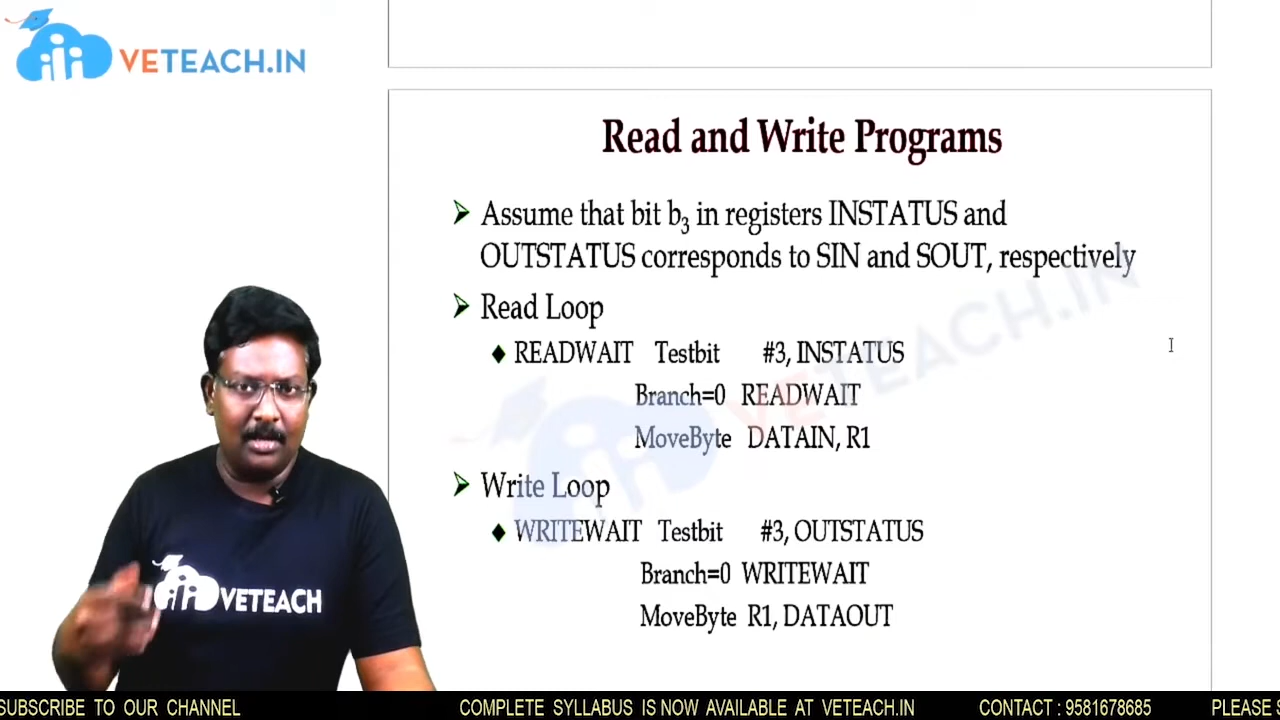 VETEACH.IN
Read and Write Programs
➢ Assume that bit b3 in registers INSTATUS and
OUTSTATUS corresponds to SIN and SOUT, respectively
➢ Read Loop
♦ READWAIT Testbit #3, INSTATUS
Branch=0 READWAIT
MoveByte DATAIN, R1
➢ Write Loop
♦ WRITEWAIT Testbit #3, OUTSTATUS
Branch=0 WRITEWAIT
MoveByte R1, DATAOUT
VETEACH.IN
VETEACH
SUBSCRIBE TO OUR CHANNEL COMPLETE SYLLABUS IS NOW AVAILABLE AT VETEACH.IN CONTACT : 9581678685 PLEASE S